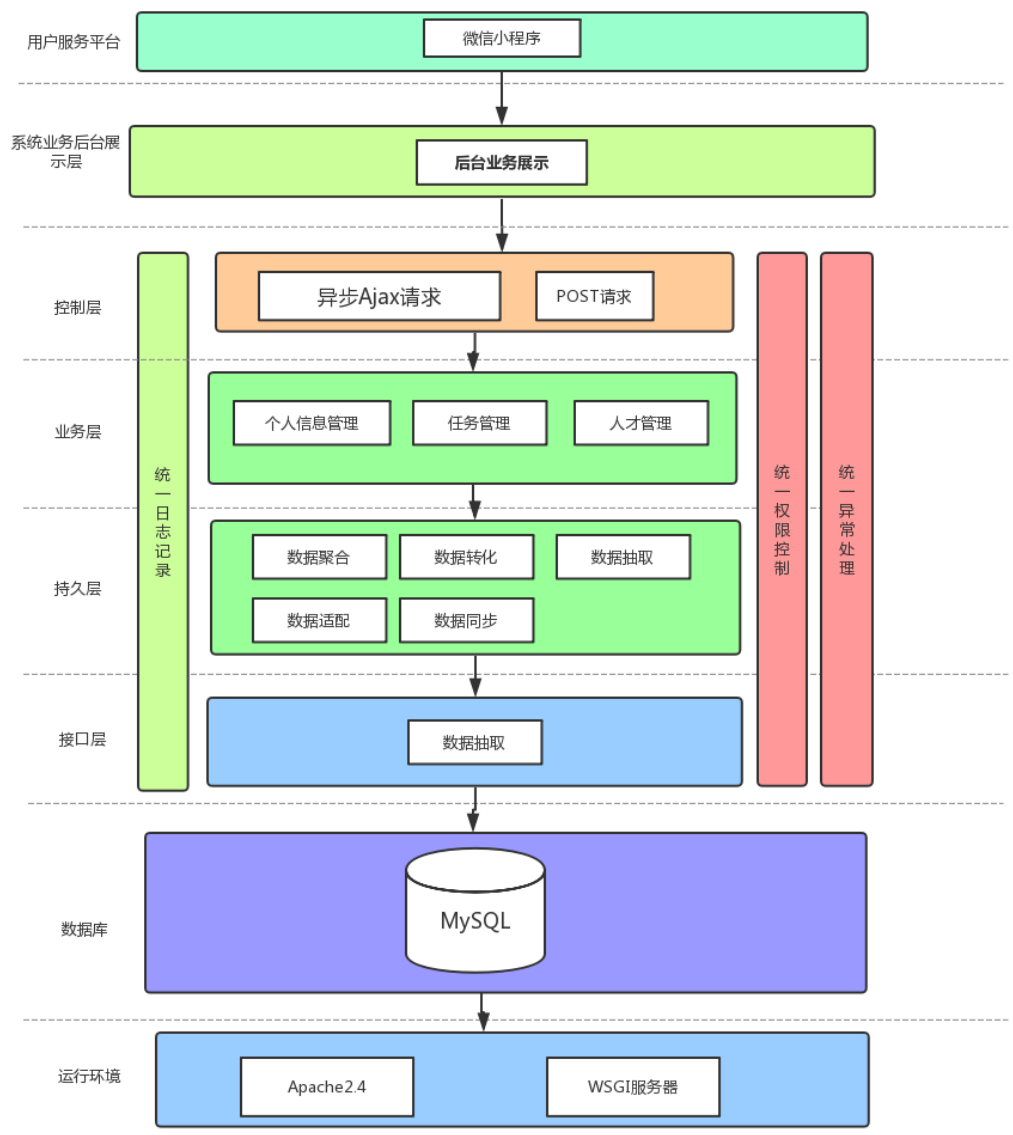 用户服务平台
微信小程序
系统业务后台展
示层
后台业务展示
控制层
异步Ajax请求
POST请求
业务层
个人信息管理
任务管理
人才管理
统一日志记录
统一权限控制
统一异常处理
持久层
数据聚合
数据转化
数据抽取
数据适配
数据同步
接口层
数据抽取
数据库
MySQL
运行环境
Apache2.4
WSGI服务器